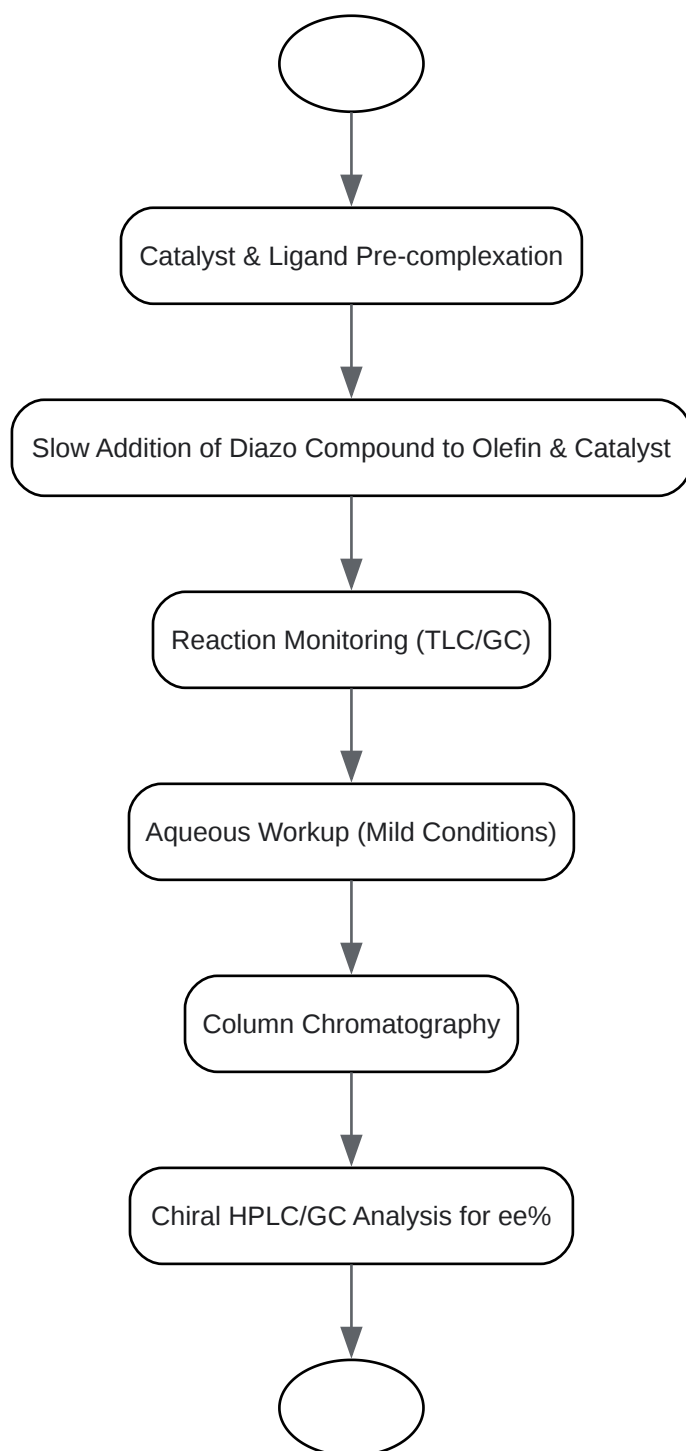 Catalyst & Ligand Pre-complexation
Slow Addition of Diazo Compound to Olefin & Catalyst
Reaction Monitoring (TLC/GC)
Aqueous Workup (Mild Conditions)
Column Chromatography
Chiral HPLC/GC Analysis for ee%